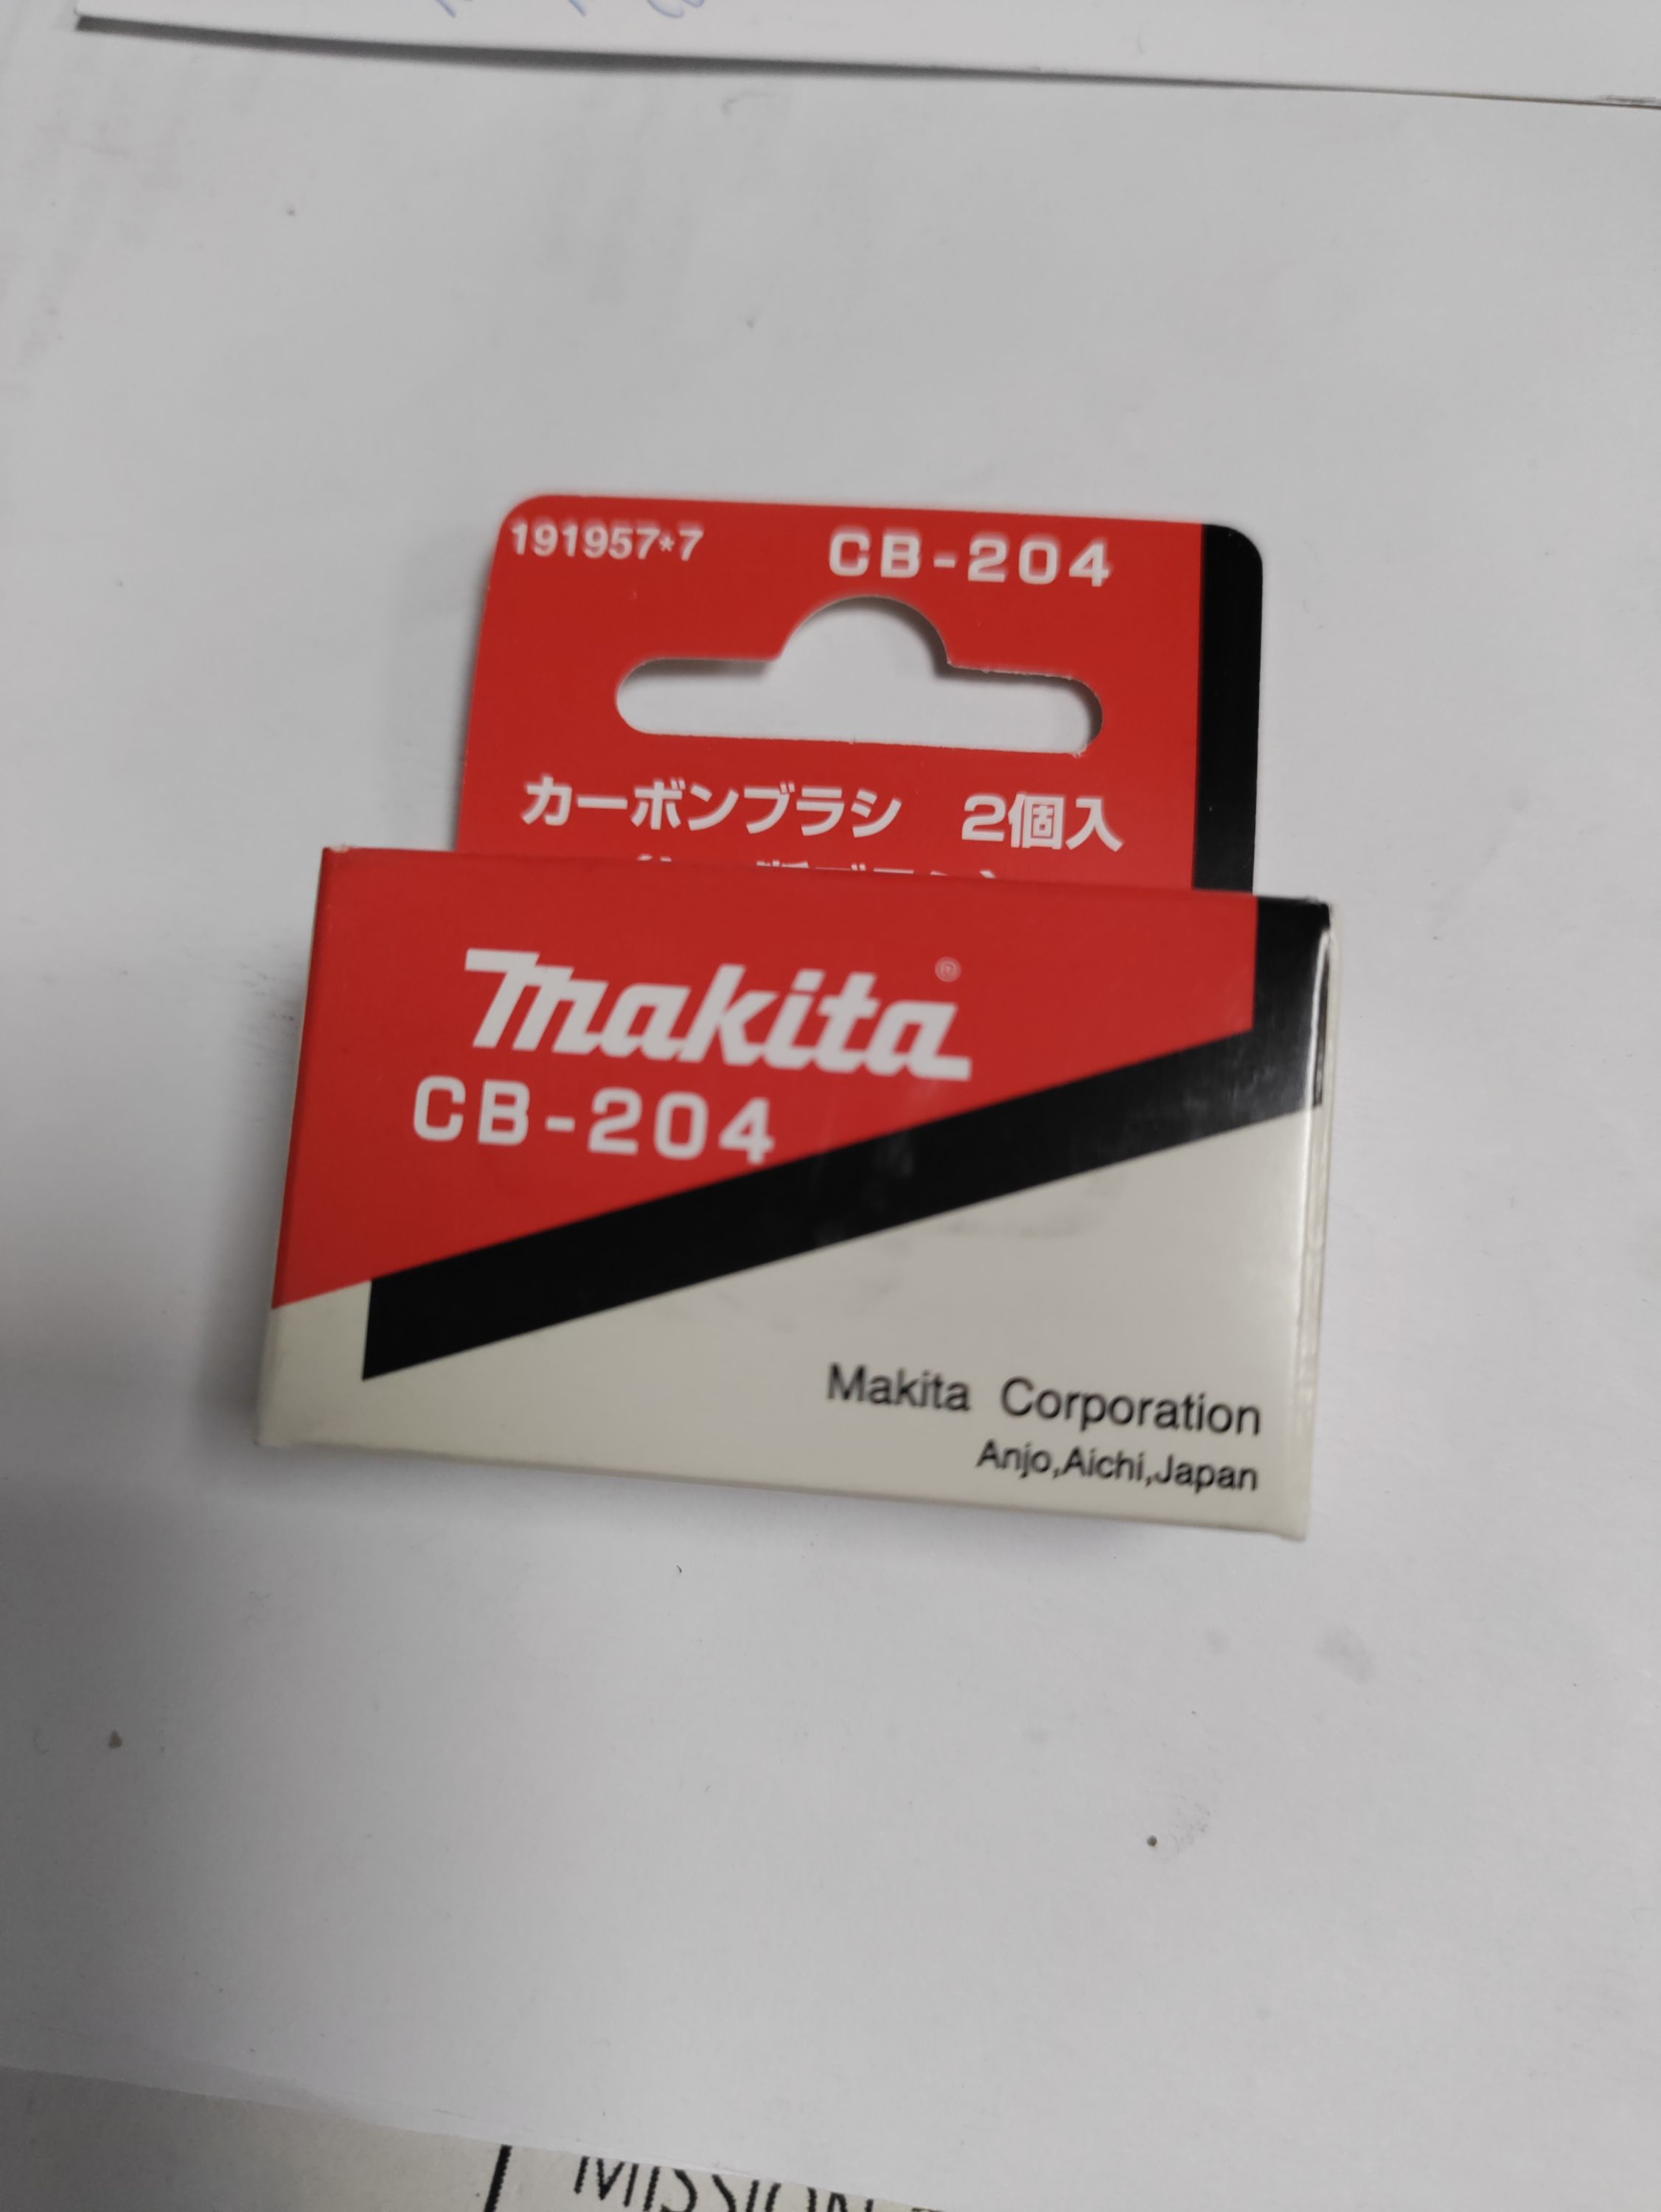 191957*7 CB-204
カーボンブラシ 2個入
makita®
CB-204
Makita Corporation
Anjo,Aichi,Japan
MISSION